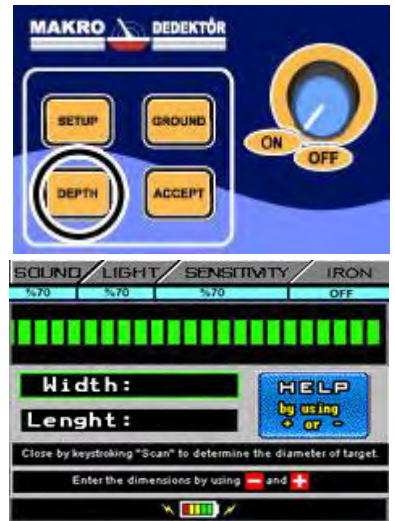 MAKRO DEDEKTÖR
SETUP GROUND
ON
OFF
DEPTH ACCEPT
SOUND LIGHT SENSITIVITY IRON
%70 %70 %70 OFF
Width:
HELP
by using
+ or -
Lenght:
Close by keystroking "Scan" to determine the diameter of target.
Enter the dimensions by using - and +